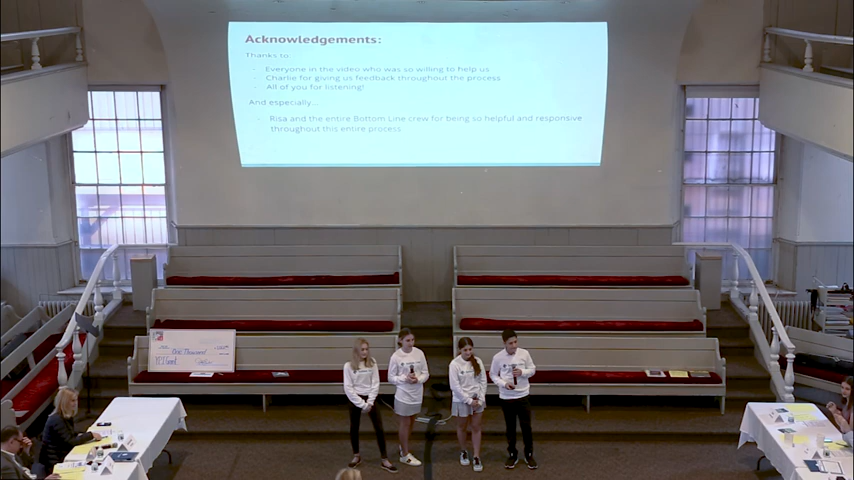 Acknowledgements:
Thanks to...
- Everyone in the video who was so willing to help us
- Charlie for giving us feedback throughout the process
- All of you for listening!
And especially...
- Risa and the entire Bottom Line crew for being so helpful and responsive
throughout this entire process
One Thousand